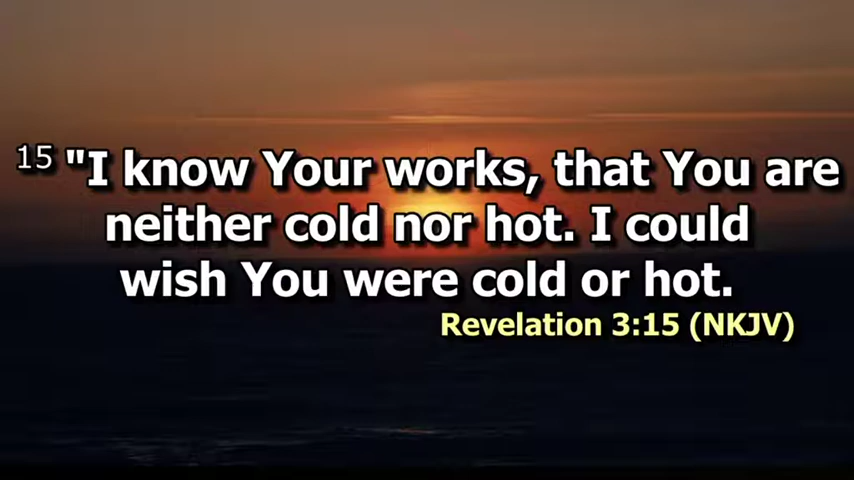 15 "I know Your works, that You are
neither cold nor hot. I could
wish You were cold or hot.
Revelation 3:15 (NKJV)